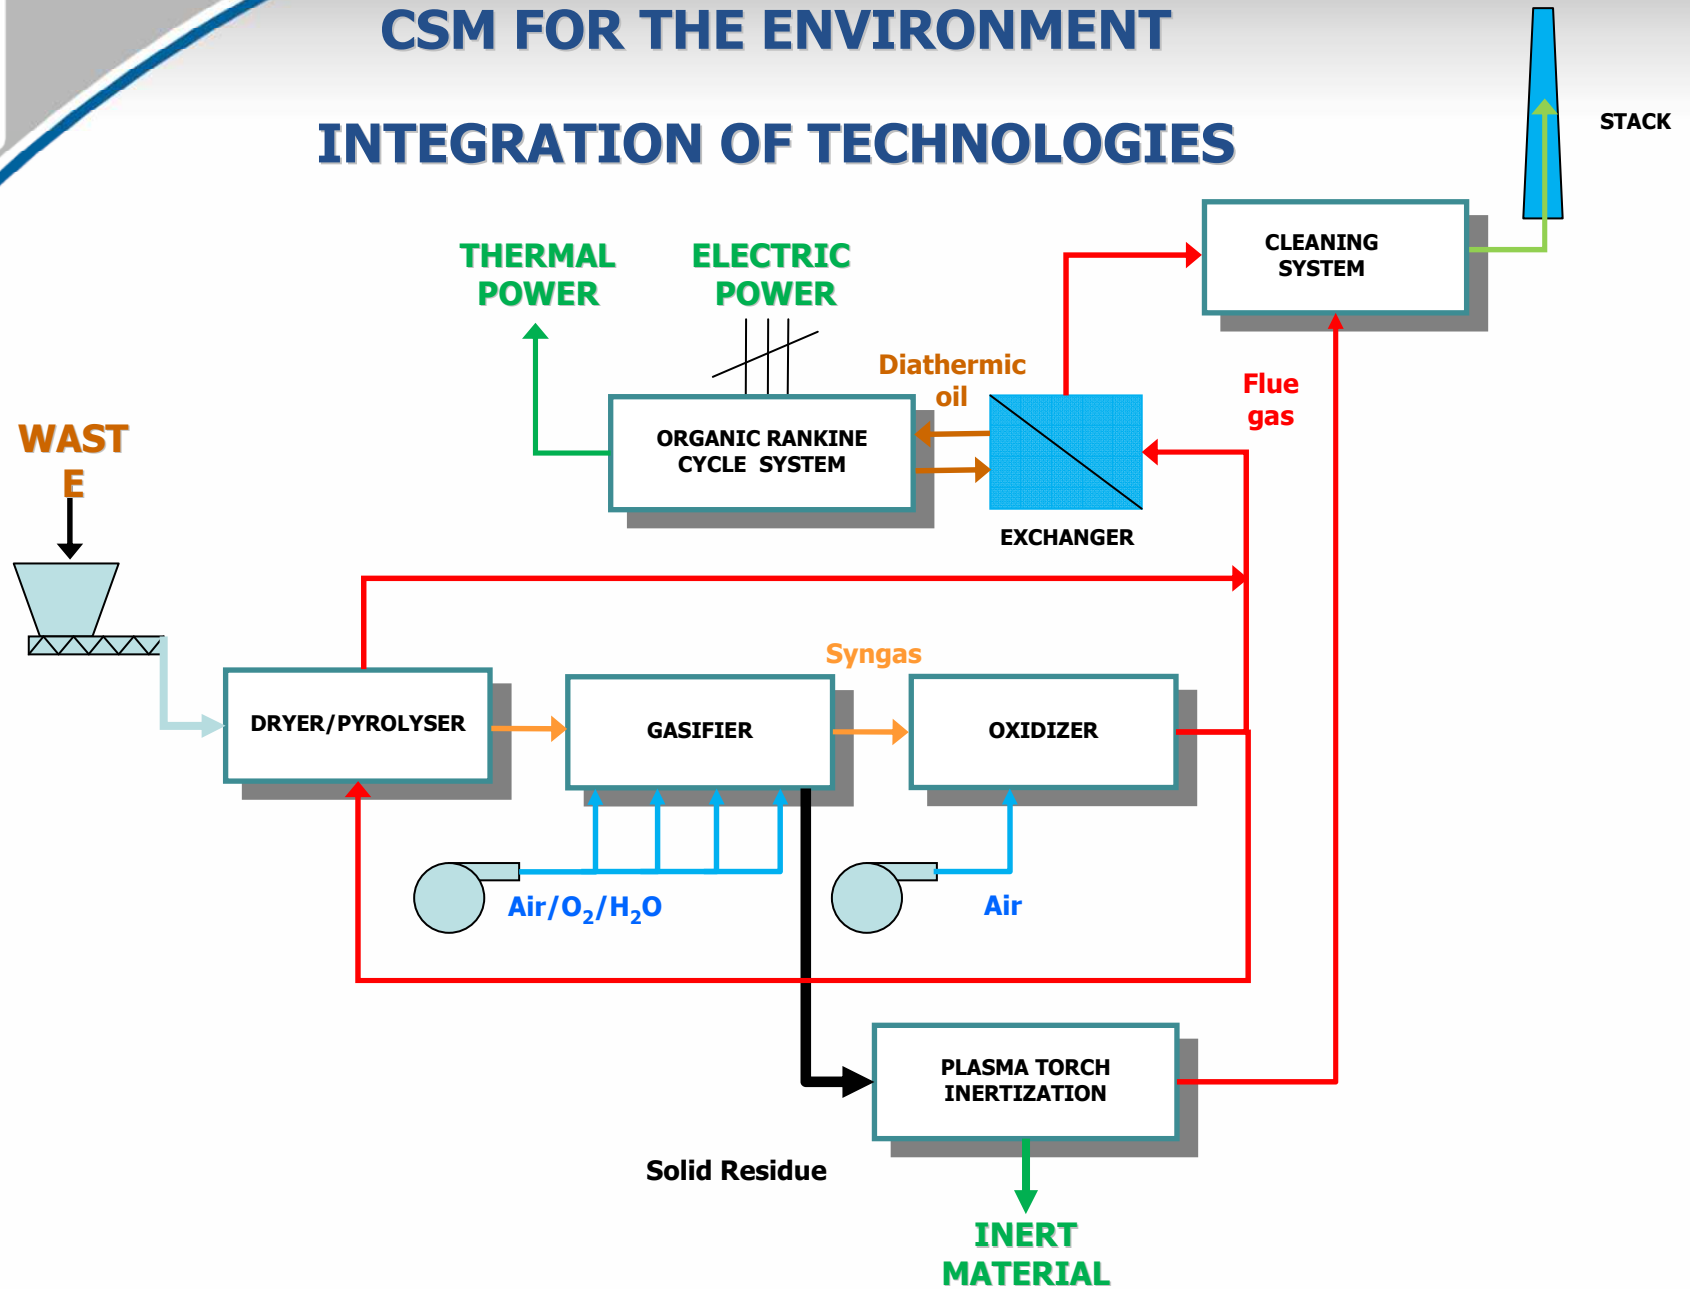 CSM FOR THE ENVIRONMENT
INTEGRATION OF TECHNOLOGIES
STACK
CLEANING
SYSTEM
THERMAL
POWER
ELECTRIC
POWER
Diathermic
oil
Flue
gas
WAST
E
ORGANIC RANKINE
CYCLE SYSTEM
EXCHANGER
Syngas
DRYER/PYROLYSER
GASIFIER
OXIDIZER
Air/O₂/H₂O
Air
PLASMA TORCH
INERTIZATION
Solid Residue
INERT
MATERIAL